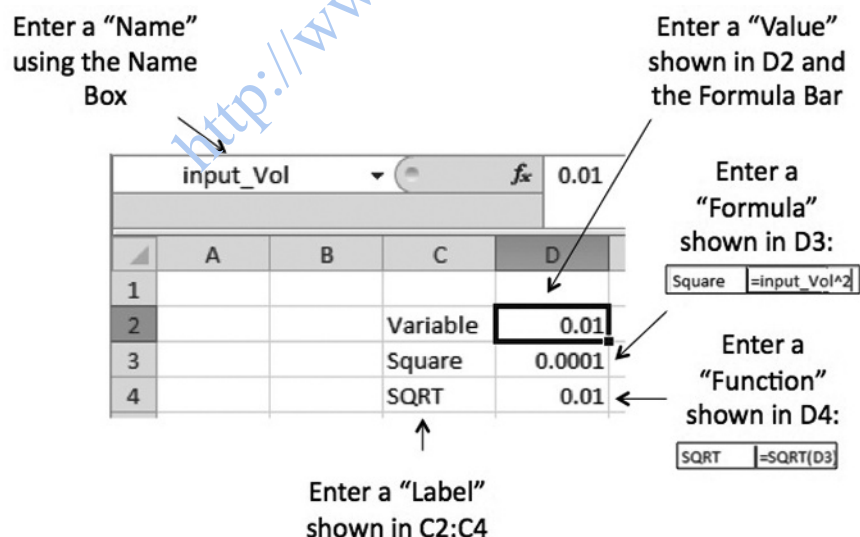 http://www.
Enter a “Name”
using the Name
Box
Enter a “Value”
shown in D2 and
the Formula Bar
input_Vol fx 0.01
Enter a
“Formula”
shown in D3:
Square =input_Vol^2
A B C D
1
2 Variable 0.01
3 Square 0.0001
4 SQRT 0.01
Enter a
“Function”
shown in D4:
SQRT =SQRT(D3)
Enter a “Label”
shown in C2:C4